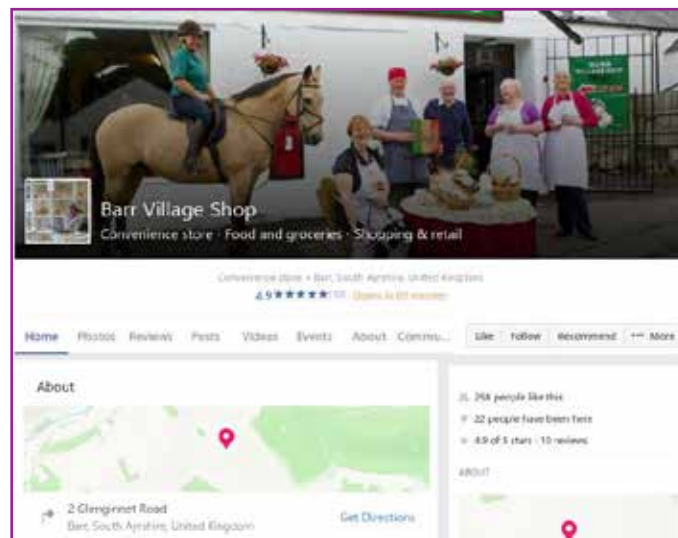 Barr Village Shop
Convenience store · Food and groceries · Shopping & retail
Convenience store • Barr, South Ayrshire, United Kingdom
4.9
Home Photos Reviews Posts Videos Events About Commu...
Like Follow Recommend ••• More
About
2 Glenginnet Road
Barr, South Ayrshire, United Kingdom
Get Directions
people like this
22 people have been here
4.9 of 5 stars · 10 reviews
ABOUT